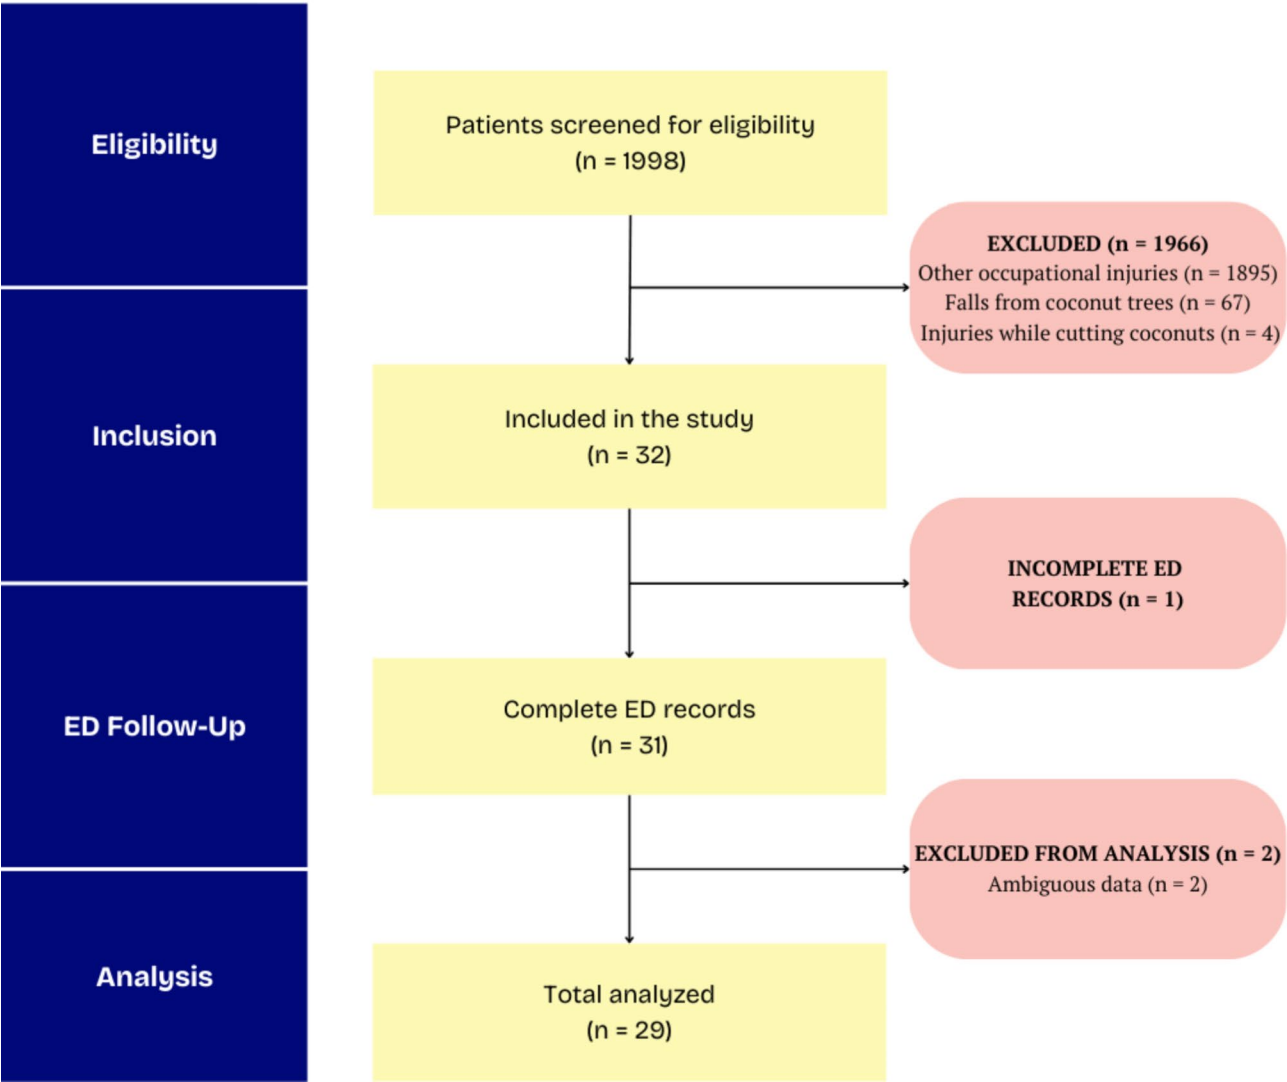 Eligibility
Patients screened for eligibility
(n = 1998)
EXCLUDED (n = 1966)
Other occupational injuries (n = 1895)
Falls from coconut trees (n = 67)
Injuries while cutting coconuts (n = 4)
Inclusion
Included in the study
(n = 32)
INCOMPLETE ED
RECORDS (n = 1)
ED Follow-Up
Complete ED records
(n = 31)
EXCLUDED FROM ANALYSIS (n = 2)
Ambiguous data (n = 2)
Analysis
Total analyzed
(n = 29)